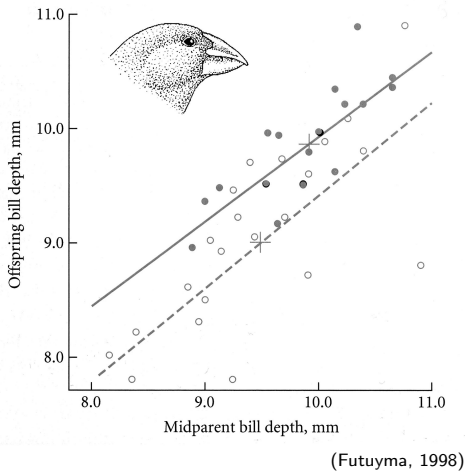 11.0
10.0
9.0
8.0
Offspring bill depth, mm
8.0 9.0 10.0 11.0
Midparent bill depth, mm
(Futuyma, 1998)